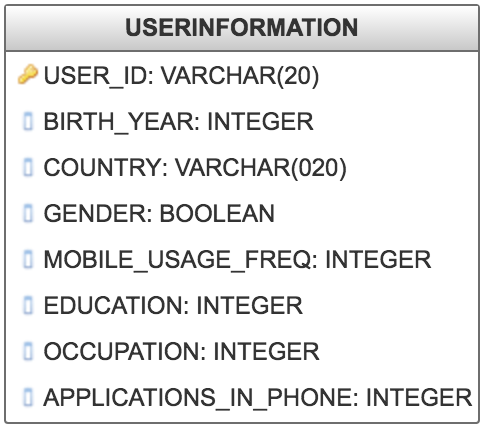 USERINFORMATION
USER_ID: VARCHAR(20)
BIRTH_YEAR: INTEGER
COUNTRY: VARCHAR(020)
GENDER: BOOLEAN
MOBILE_USAGE_FREQ: INTEGER
EDUCATION: INTEGER
OCCUPATION: INTEGER
APPLICATIONS_IN_PHONE: INTEGER